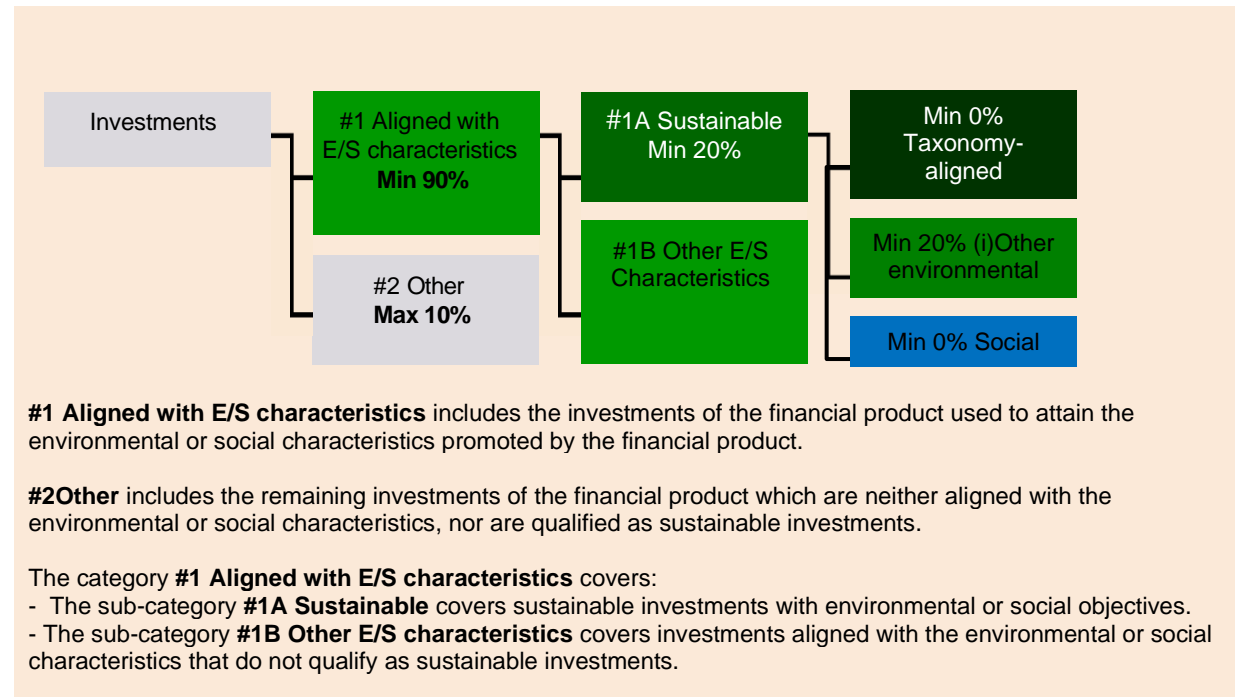 Investments
#1 Aligned with
E/S characteristics
Min 90%
#2 Other
Max 10%
#1A Sustainable
Min 20%
#1B Other E/S
Characteristics
Min 0%
Taxonomy-
aligned
Min 20% (i)Other
environmental
Min 0% Social
#1 Aligned with E/S characteristics includes the investments of the financial product used to attain the
environmental or social characteristics promoted by the financial product.
#2Other includes the remaining investments of the financial product which are neither aligned with the
environmental or social characteristics, nor are qualified as sustainable investments.
The category #1 Aligned with E/S characteristics covers:
- The sub-category #1A Sustainable covers sustainable investments with environmental or social objectives.
- The sub-category #1B Other E/S characteristics covers investments aligned with the environmental or social
characteristics that do not qualify as sustainable investments.